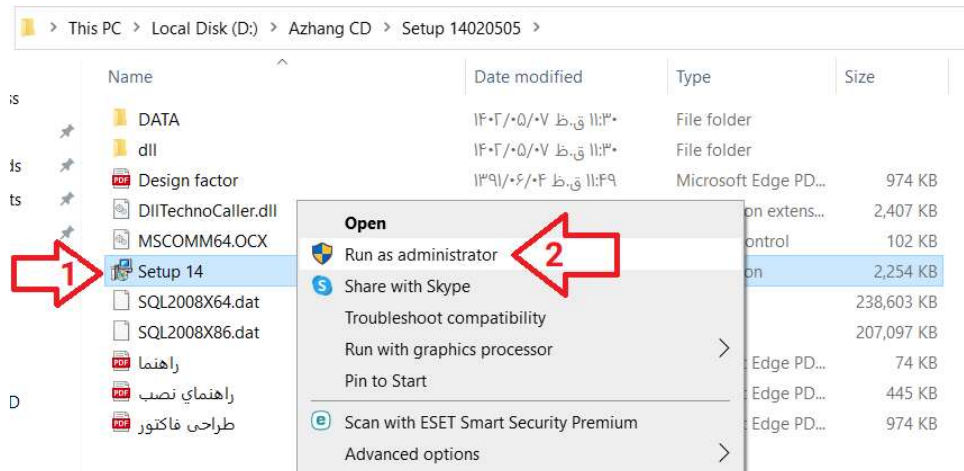 This PC > Local Disk (D:) > Azhang CD > Setup 14020505 >
Name Date modified Type Size
DATA ۱۴۰۲/۰۵/۰۷ ۱۱:۳۰ ق.ظ File folder
dll ۱۴۰۲/۰۵/۰۷ ۱۱:۳۰ ق.ظ File folder
Design factor ۱۳۹۱/۰۶/۰۴ ۱۱:۴۹ ق.ظ Microsoft Edge PD... 974 KB
DllTechnoCaller.dll on extens... 2,407 KB
MSCOMM64.OCX ontrol 102 KB
1 Setup 14 on 2,254 KB
SQL2008X64.dat 238,603 KB
SQL2008X86.dat 207,097 KB
راهنما Edge PD... 74 KB
راهنماي نصب Edge PD... 445 KB
طراحی فاکتور Edge PD... 974 KB
ss
ds
ts
D
Open
Run as administrator 2
Share with Skype
Troubleshoot compatibility
Run with graphics processor >
Pin to Start
Scan with ESET Smart Security Premium
Advanced options >